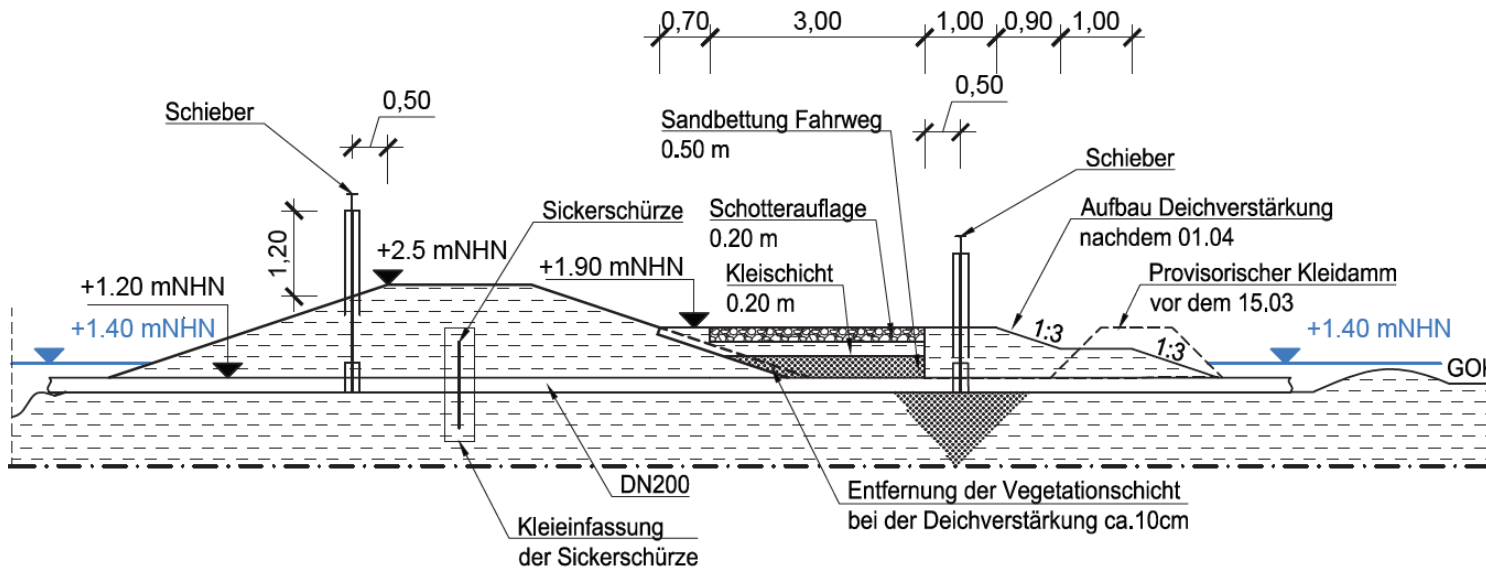 0,70 3,00 1,00 0,90 1,00
0,50
0,50
Schieber
Sandbettung Fahrweg
0.50 m
Schieber
Sickerschürze
Schotterauflage
0.20 m
Aufbau Deichverstärkung
nachdem 01.04
1,20
+2.5 mNHN
+1.90 mNHN
Kleischicht
0.20 m
Provisorischer Kleidamm
vor dem 15.03
+1.20 mNHN
+1.40 mNHN
1:3
1:3
+1.40 mNHN
GOK
DN200
Entfernung der Vegetationschicht
bei der Deichverstärkung ca.10cm
Kleieinfassung
der Sickerschürze